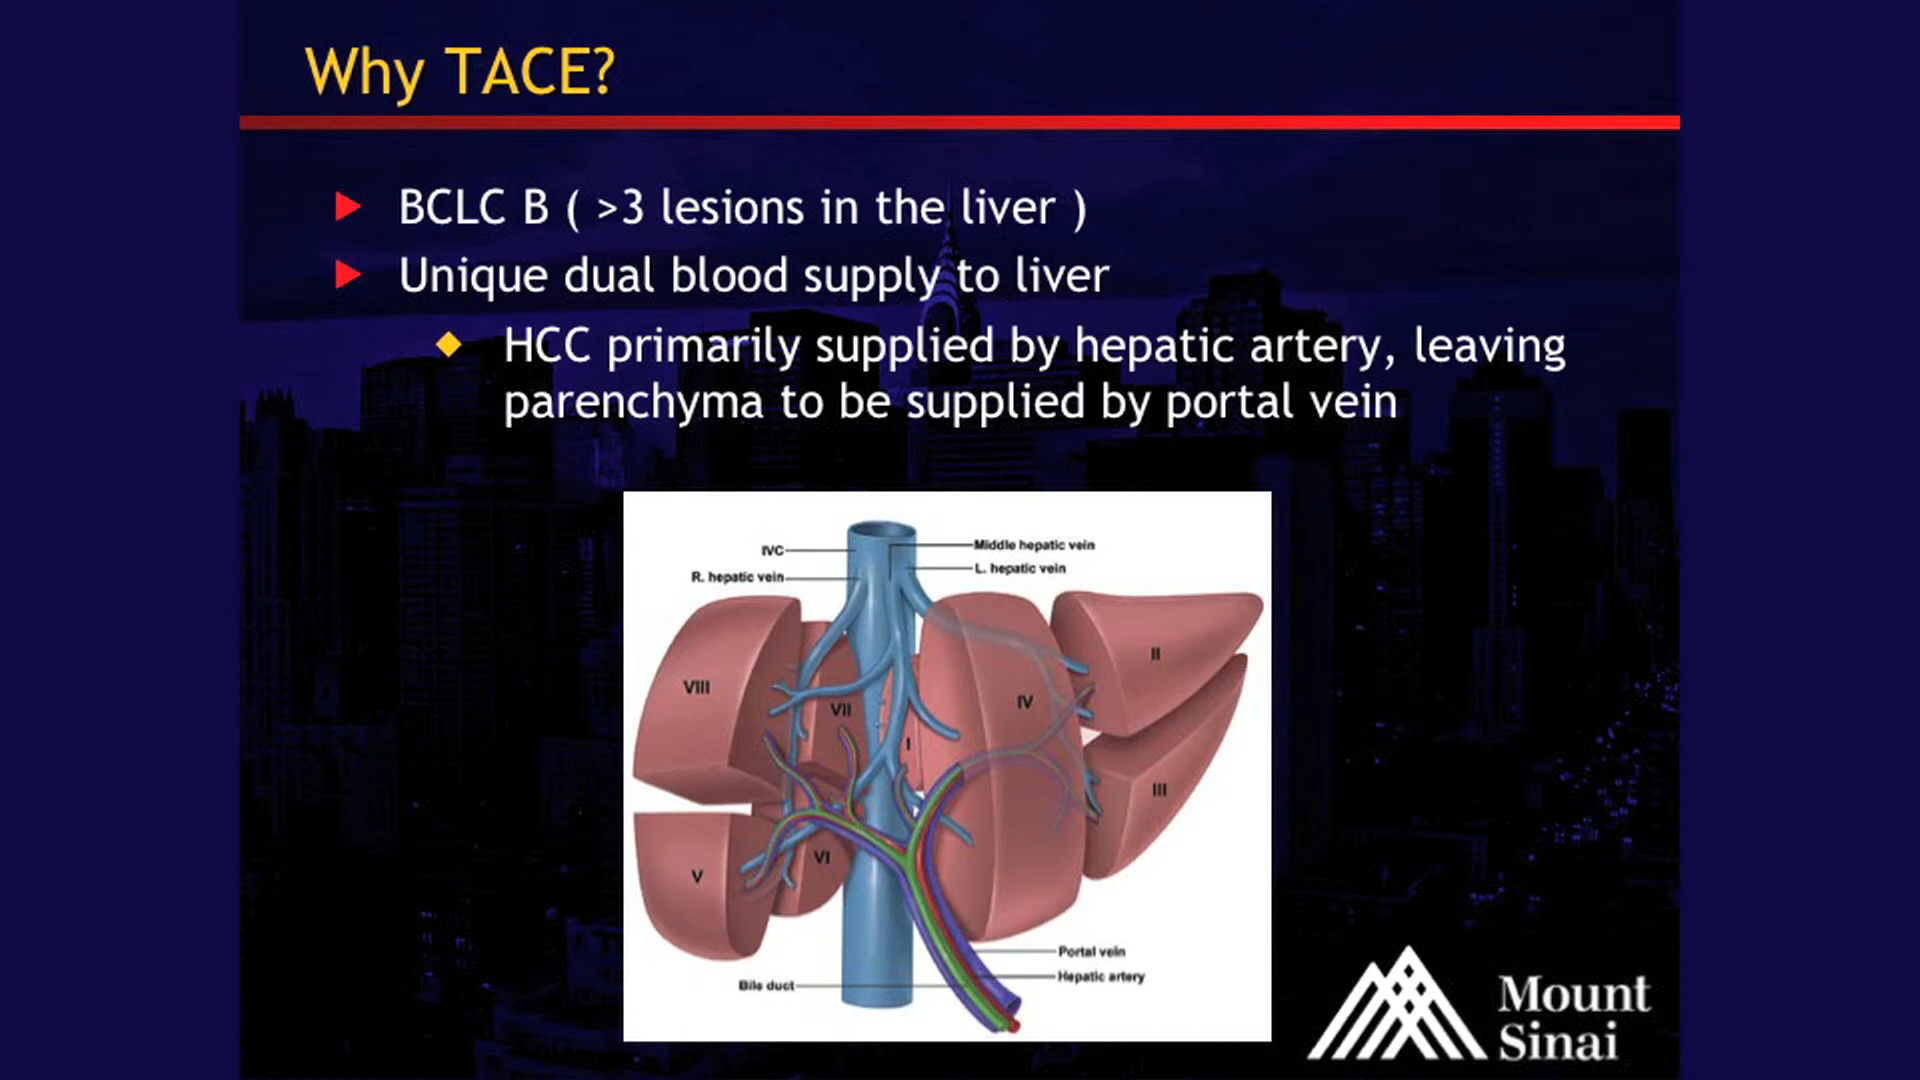 Why TACE?
BCLC B ( >3 lesions in the liver )
Unique dual blood supply to liver
HCC primarily supplied by hepatic artery, leaving
parenchyma to be supplied by portal vein
IVC
Middle hepatic vein
R. hepatic vein
L. hepatic vein
II
VIII
IV
VII
I
III
VI
V
Portal vein
Hepatic artery
Bile duct
Mount
Sinai